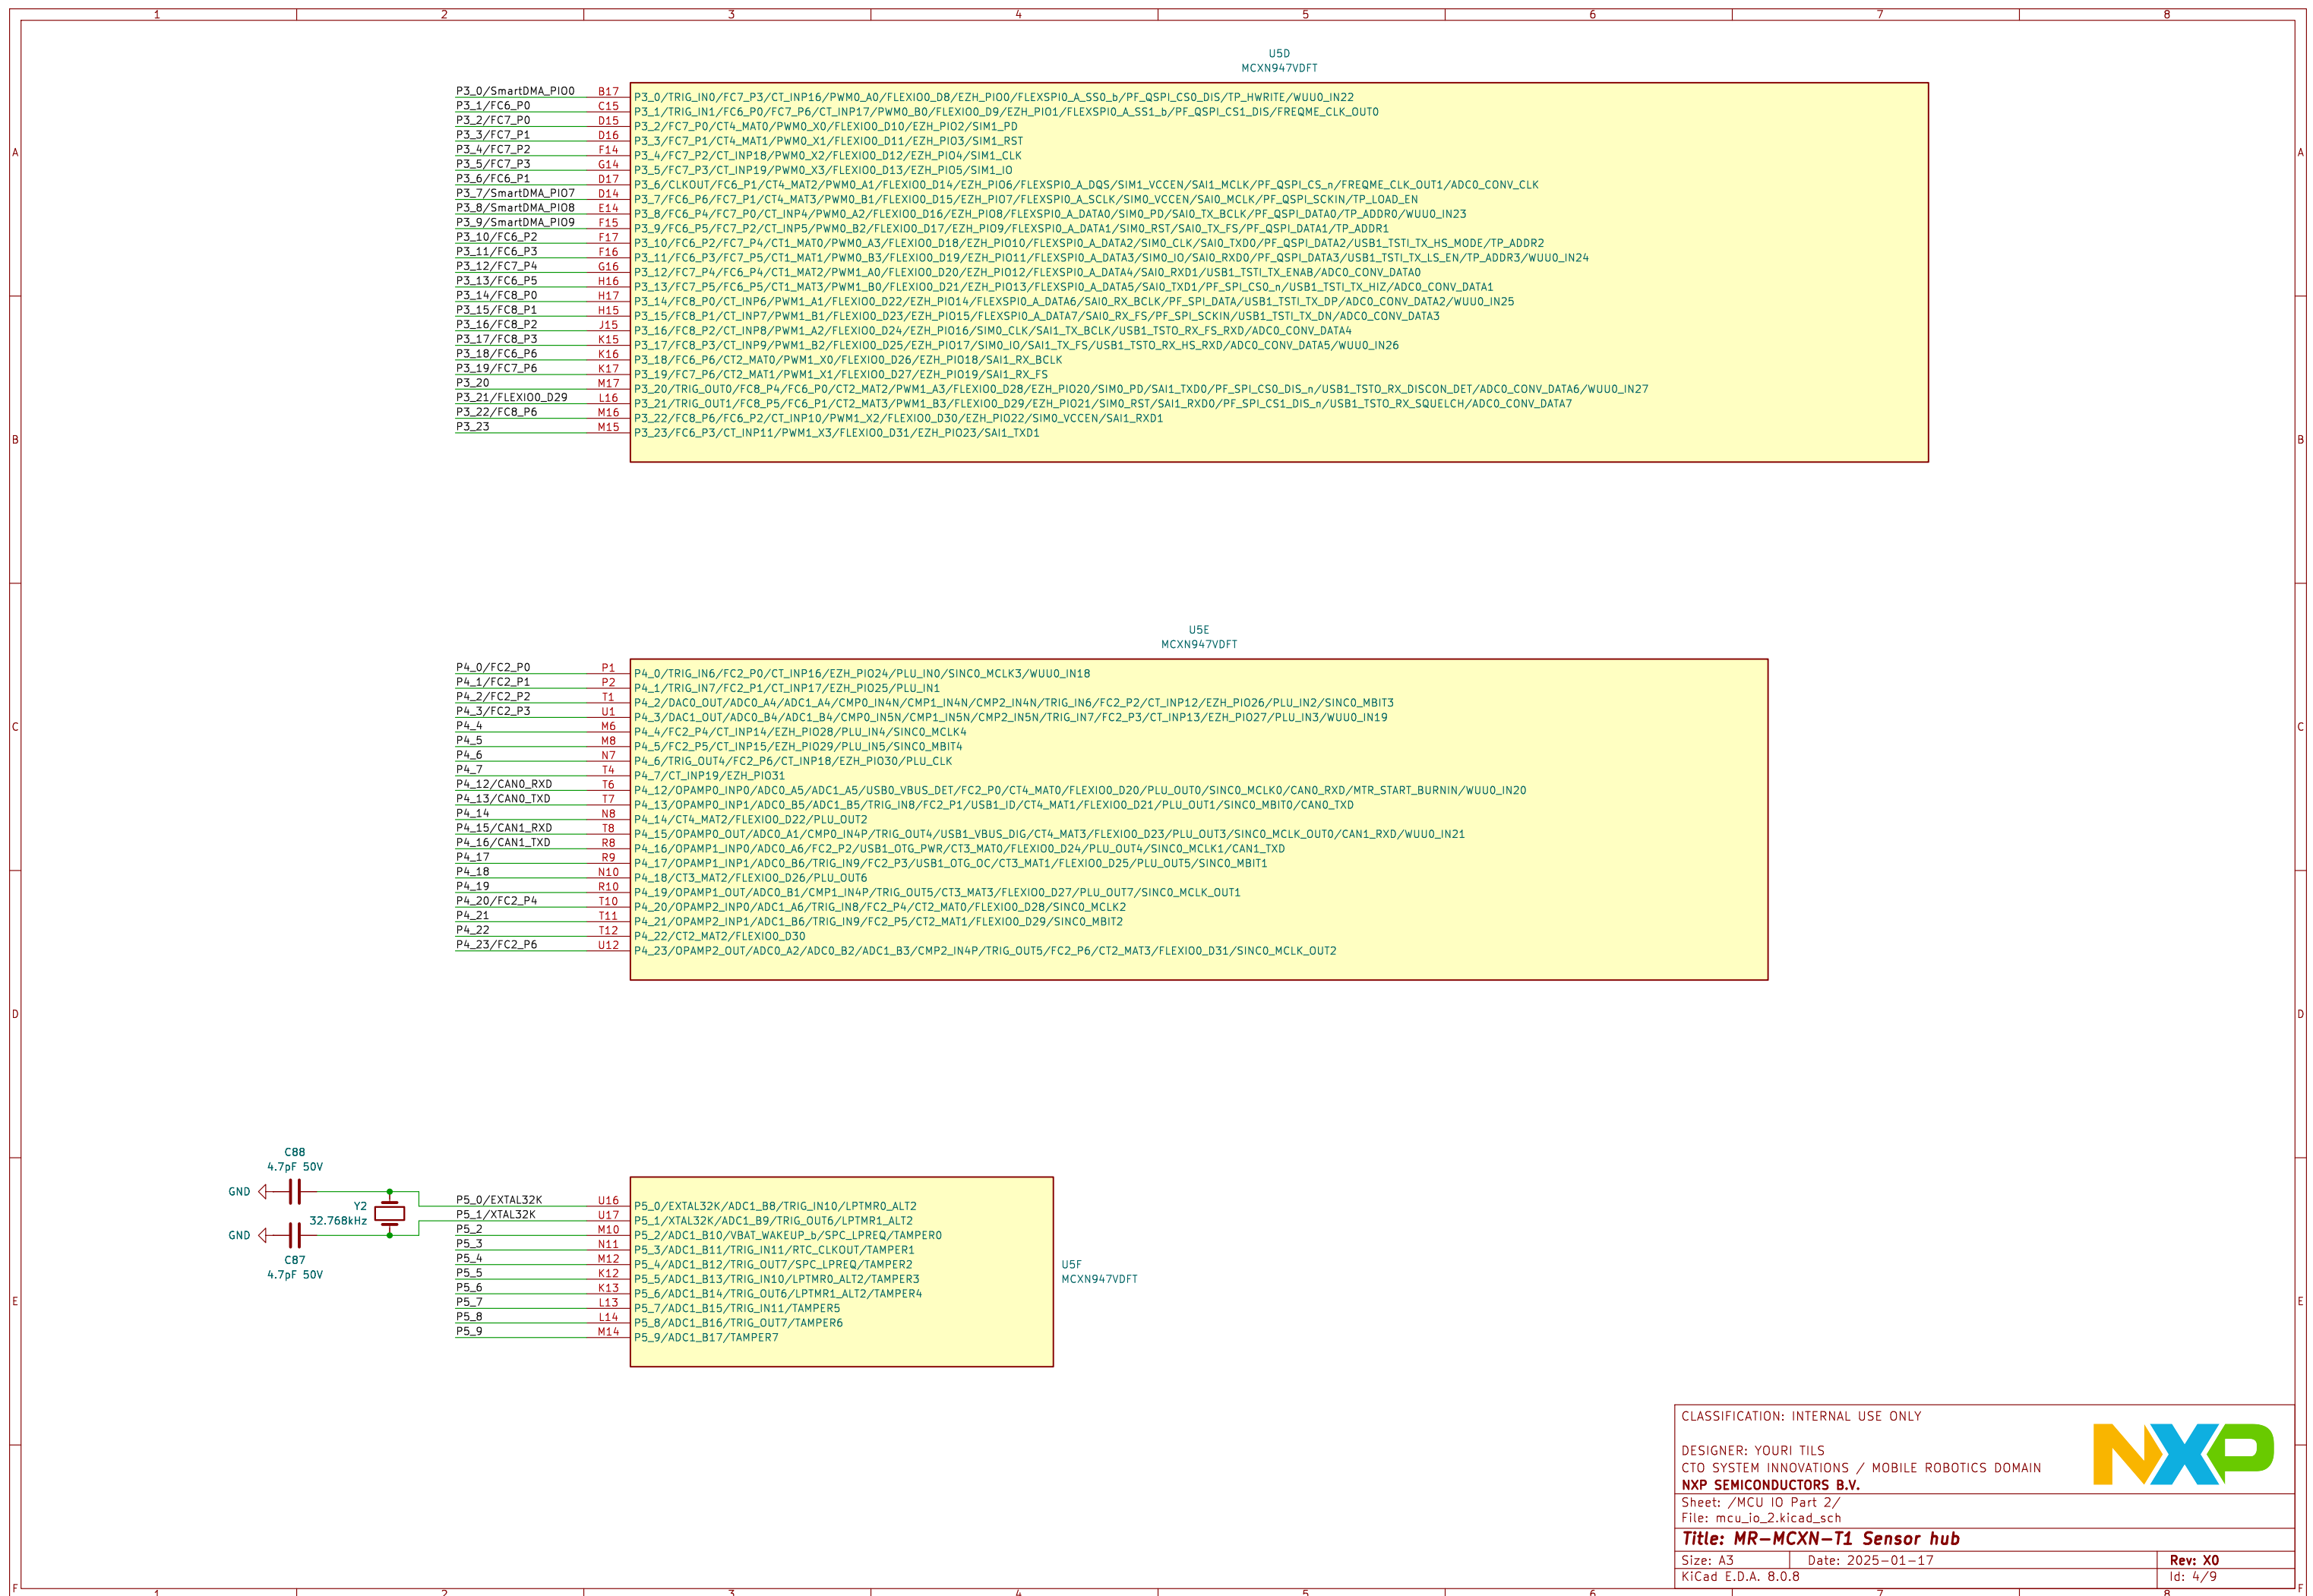 1 2 3 4 5 6 7 8
U5D
MCXN947VDFT
P3_0/SmartDMA_PIO0 B17 P3_0/TRIG_IN0/FC7_P3/CT_INP16/PWM0_A0/FLEXIO0_D8/EZH_PIO0/FLEXSPI0_A_SS0_b/PF_QSPI_CS0_DIS/TP_HWRITE/WUU0_IN22
P3_1/FC6_P0 C15 P3_1/TRIG_IN1/FC6_P0/FC7_P6/CT_INP17/PWM0_B0/FLEXIO0_D9/EZH_PIO1/FLEXSPI0_A_SS1_b/PF_QSPI_CS1_DIS/FREQME_CLK_OUT0
P3_2/FC7_P0 D15 P3_2/FC7_P0/CT4_MAT0/PWM0_X0/FLEXIO0_D10/EZH_PIO2/SIM1_PD
P3_3/FC7_P1 D16 P3_3/FC7_P1/CT4_MAT1/PWM0_X1/FLEXIO0_D11/EZH_PIO3/SIM1_RST
A P3_4/FC7_P2 F14 P3_4/FC7_P2/CT_INP18/PWM0_X2/FLEXIO0_D12/EZH_PIO4/SIM1_CLK A
P3_5/FC7_P3 G14 P3_5/FC7_P3/CT_INP19/PWM0_X3/FLEXIO0_D13/EZH_PIO5/SIM1_IO
P3_6/FC6_P1 D17 P3_6/CLKOUT/FC6_P1/CT4_MAT2/PWM0_A1/FLEXIO0_D14/EZH_PIO6/FLEXSPI0_A_DQS/SIM1_VCCEN/SAI1_MCLK/PF_QSPI_CS_n/FREQME_CLK_OUT1/ADC0_CONV_CLK
P3_7/SmartDMA_PIO7 D14 P3_7/FC6_P6/FC7_P1/CT4_MAT3/PWM0_B1/FLEXIO0_D15/EZH_PIO7/FLEXSPI0_A_SCLK/SIM0_VCCEN/SAI0_MCLK/PF_QSPI_SCKIN/TP_LOAD_EN
P3_8/SmartDMA_PIO8 E14 P3_8/FC6_P4/FC7_P0/CT_INP4/PWM0_A2/FLEXIO0_D16/EZH_PIO8/FLEXSPI0_A_DATA0/SIM0_PD/SAI0_TX_BCLK/PF_QSPI_DATA0/TP_ADDR0/WUU0_IN23
P3_9/SmartDMA_PIO9 F15 P3_9/FC6_P5/FC7_P2/CT_INP5/PWM0_B2/FLEXIO0_D17/EZH_PIO9/FLEXSPI0_A_DATA1/SIM0_RST/SAI0_TX_FS/PF_QSPI_DATA1/TP_ADDR1
P3_10/FC6_P2 F17 P3_10/FC6_P2/FC7_P4/CT1_MAT0/PWM0_A3/FLEXIO0_D18/EZH_PIO10/FLEXSPI0_A_DATA2/SIM0_CLK/SAI0_TXD0/PF_QSPI_DATA2/USB1_TSTI_TX_HS_MODE/TP_ADDR2
P3_11/FC6_P3 F16 P3_11/FC6_P3/FC7_P5/CT1_MAT1/PWM0_B3/FLEXIO0_D19/EZH_PIO11/FLEXSPI0_A_DATA3/SIM0_IO/SAI0_RXD0/PF_QSPI_DATA3/USB1_TSTI_TX_LS_EN/TP_ADDR3/WUU0_IN24
P3_12/FC7_P4 G16 P3_12/FC7_P4/FC6_P4/CT1_MAT2/PWM1_A0/FLEXIO0_D20/EZH_PIO12/FLEXSPI0_A_DATA4/SAI0_RXD1/USB1_TSTI_TX_ENAB/ADC0_CONV_DATA0
P3_13/FC6_P5 H16 P3_13/FC7_P5/FC6_P5/CT1_MAT3/PWM1_B0/FLEXIO0_D21/EZH_PIO13/FLEXSPI0_A_DATA5/SAI0_TXD1/PF_SPI_CS0_n/USB1_TSTI_TX_HIZ/ADC0_CONV_DATA1
P3_14/FC8_P0 H17 P3_14/FC8_P0/CT_INP6/PWM1_A1/FLEXIO0_D22/EZH_PIO14/FLEXSPI0_A_DATA6/SAI0_RX_BCLK/PF_SPI_DATA/USB1_TSTI_TX_DP/ADC0_CONV_DATA2/WUU0_IN25
P3_15/FC8_P1 H15 P3_15/FC8_P1/CT_INP7/PWM1_B1/FLEXIO0_D23/EZH_PIO15/FLEXSPI0_A_DATA7/SAI0_RX_FS/PF_SPI_SCKIN/USB1_TSTI_TX_DN/ADC0_CONV_DATA3
P3_16/FC8_P2 J15 P3_16/FC8_P2/CT_INP8/PWM1_A2/FLEXIO0_D24/EZH_PIO16/SIM0_CLK/SAI1_TX_BCLK/USB1_TSTO_RX_FS_RXD/ADC0_CONV_DATA4
P3_17/FC8_P3 K15 P3_17/FC8_P3/CT_INP9/PWM1_B2/FLEXIO0_D25/EZH_PIO17/SIM0_IO/SAI1_TX_FS/USB1_TSTO_RX_HS_RXD/ADC0_CONV_DATA5/WUU0_IN26
P3_18/FC6_P6 K16 P3_18/FC6_P6/CT2_MAT0/PWM1_X0/FLEXIO0_D26/EZH_PIO18/SAI1_RX_BCLK
P3_19/FC7_P6 K17 P3_19/FC7_P6/CT2_MAT1/PWM1_X1/FLEXIO0_D27/EZH_PIO19/SAI1_RX_FS
P3_20 M17 P3_20/TRIG_OUT0/FC8_P4/FC6_P0/CT2_MAT2/PWM1_A3/FLEXIO0_D28/EZH_PIO20/SIM0_PD/SAI1_TXD0/PF_SPI_CS0_DIS_n/USB1_TSTO_RX_DISCON_DET/ADC0_CONV_DATA6/WUU0_IN27
P3_21/FLEXIO0_D29 L16 P3_21/TRIG_OUT1/FC8_P5/FC6_P1/CT2_MAT3/PWM1_B3/FLEXIO0_D29/EZH_PIO21/SIM0_RST/SAI1_RXD0/PF_SPI_CS1_DIS_n/USB1_TSTO_RX_SQUELCH/ADC0_CONV_DATA7
P3_22/FC8_P6 M16 P3_22/FC8_P6/FC6_P2/CT_INP10/PWM1_X2/FLEXIO0_D30/EZH_PIO22/SIM0_VCCEN/SAI1_RXD1
P3_23 M15 P3_23/FC6_P3/CT_INP11/PWM1_X3/FLEXIO0_D31/EZH_PIO23/SAI1_TXD1
B B
U5E
MCXN947VDFT
P4_0/FC2_P0 P1 P4_0/TRIG_IN6/FC2_P0/CT_INP16/EZH_PIO24/PLU_IN0/SINC0_MCLK3/WUU0_IN18
P4_1/FC2_P1 P2 P4_1/TRIG_IN7/FC2_P1/CT_INP17/EZH_PIO25/PLU_IN1
P4_2/FC2_P2 T1 P4_2/DAC0_OUT/ADC0_A4/ADC1_A4/CMP0_IN4N/CMP1_IN4N/CMP2_IN4N/TRIG_IN6/FC2_P2/CT_INP12/EZH_PIO26/PLU_IN2/SINC0_MBIT3
P4_3/FC2_P3 U1 P4_3/DAC1_OUT/ADC0_B4/ADC1_B4/CMP0_IN5N/CMP1_IN5N/CMP2_IN5N/TRIG_IN7/FC2_P3/CT_INP13/EZH_PIO27/PLU_IN3/WUU0_IN19
C P4_4 M6 P4_4/FC2_P4/CT_INP14/EZH_PIO28/PLU_IN4/SINC0_MCLK4 C
P4_5 M8 P4_5/FC2_P5/CT_INP15/EZH_PIO29/PLU_IN5/SINC0_MBIT4
P4_6 N7 P4_6/TRIG_OUT4/FC2_P6/CT_INP18/EZH_PIO30/PLU_CLK
P4_7 T4 P4_7/CT_INP19/EZH_PIO31
P4_12/CAN0_RXD T6 P4_12/OPAMP0_INP0/ADC0_A5/ADC1_A5/USB0_VBUS_DET/FC2_P0/CT4_MAT0/FLEXIO0_D20/PLU_OUT0/SINC0_MCLK0/CAN0_RXD/MTR_START_BURNIN/WUU0_IN20
P4_13/CAN0_TXD T7 P4_13/OPAMP0_INP1/ADC0_B5/ADC1_B5/TRIG_IN8/FC2_P1/USB1_ID/CT4_MAT1/FLEXIO0_D21/PLU_OUT1/SINC0_MBIT0/CAN0_TXD
P4_14 N8 P4_14/CT4_MAT2/FLEXIO0_D22/PLU_OUT2
P4_15/CAN1_RXD T8 P4_15/OPAMP0_OUT/ADC0_A1/CMP0_IN4P/TRIG_OUT4/USB1_VBUS_DIG/CT4_MAT3/FLEXIO0_D23/PLU_OUT3/SINC0_MCLK_OUT0/CAN1_RXD/WUU0_IN21
P4_16/CAN1_TXD R8 P4_16/OPAMP1_INP0/ADC0_A6/FC2_P2/USB1_OTG_PWR/CT3_MAT0/FLEXIO0_D24/PLU_OUT4/SINC0_MCLK1/CAN1_TXD
P4_17 R9 P4_17/OPAMP1_INP1/ADC0_B6/TRIG_IN9/FC2_P3/USB1_OTG_OC/CT3_MAT1/FLEXIO0_D25/PLU_OUT5/SINC0_MBIT1
P4_18 N10 P4_18/CT3_MAT2/FLEXIO0_D26/PLU_OUT6
P4_19 R10 P4_19/OPAMP1_OUT/ADC0_B1/CMP1_IN4P/TRIG_OUT5/CT3_MAT3/FLEXIO0_D27/PLU_OUT7/SINC0_MCLK_OUT1
P4_20/FC2_P4 T10 P4_20/OPAMP2_INP0/ADC1_A6/TRIG_IN8/FC2_P4/CT2_MAT0/FLEXIO0_D28/SINC0_MCLK2
P4_21 T11 P4_21/OPAMP2_INP1/ADC1_B6/TRIG_IN9/FC2_P5/CT2_MAT1/FLEXIO0_D29/SINC0_MBIT2
P4_22 T12 P4_22/CT2_MAT2/FLEXIO0_D30
P4_23/FC2_P6 U12 P4_23/OPAMP2_OUT/ADC0_A2/ADC0_B2/ADC1_B3/CMP2_IN4P/TRIG_OUT5/FC2_P6/CT2_MAT3/FLEXIO0_D31/SINC0_MCLK_OUT2
D D
C88
4.7pF 50V
GND
Y2
32.768kHz
GND
C87
4.7pF 50V
P5_0/EXTAL32K U16 P5_0/EXTAL32K/ADC1_B8/TRIG_IN10/LPTMR0_ALT2
P5_1/XTAL32K U17 P5_1/XTAL32K/ADC1_B9/TRIG_OUT6/LPTMR1_ALT2
P5_2 M10 P5_2/ADC1_B10/VBAT_WAKEUP_b/SPC_LPREQ/TAMPER0
P5_3 N11 P5_3/ADC1_B11/TRIG_IN11/RTC_CLKOUT/TAMPER1
P5_4 M12 P5_4/ADC1_B12/TRIG_OUT7/SPC_LPREQ/TAMPER2
P5_5 K12 P5_5/ADC1_B13/TRIG_IN10/LPTMR0_ALT2/TAMPER3
P5_6 K13 P5_6/ADC1_B14/TRIG_OUT6/LPTMR1_ALT2/TAMPER4
P5_7 L13 P5_7/ADC1_B15/TRIG_IN11/TAMPER5
P5_8 L14 P5_8/ADC1_B16/TRIG_OUT7/TAMPER6
P5_9 M14 P5_9/ADC1_B17/TAMPER7
U5F
MCXN947VDFT
E E
CLASSIFICATION: INTERNAL USE ONLY
DESIGNER: YOURI TILS
CTO SYSTEM INNOVATIONS / MOBILE ROBOTICS DOMAIN
NXP SEMICONDUCTORS B.V.
NXP
Sheet: /MCU IO Part 2/
File: mcu_io_2.kicad_sch
Title: MR-MCXN-T1 Sensor hub
Size: A3 Date: 2025-01-17 Rev: X0
KiCad E.D.A. 8.0.8 Id: 4/9
F F
1 2 3 4 5 6 7 8